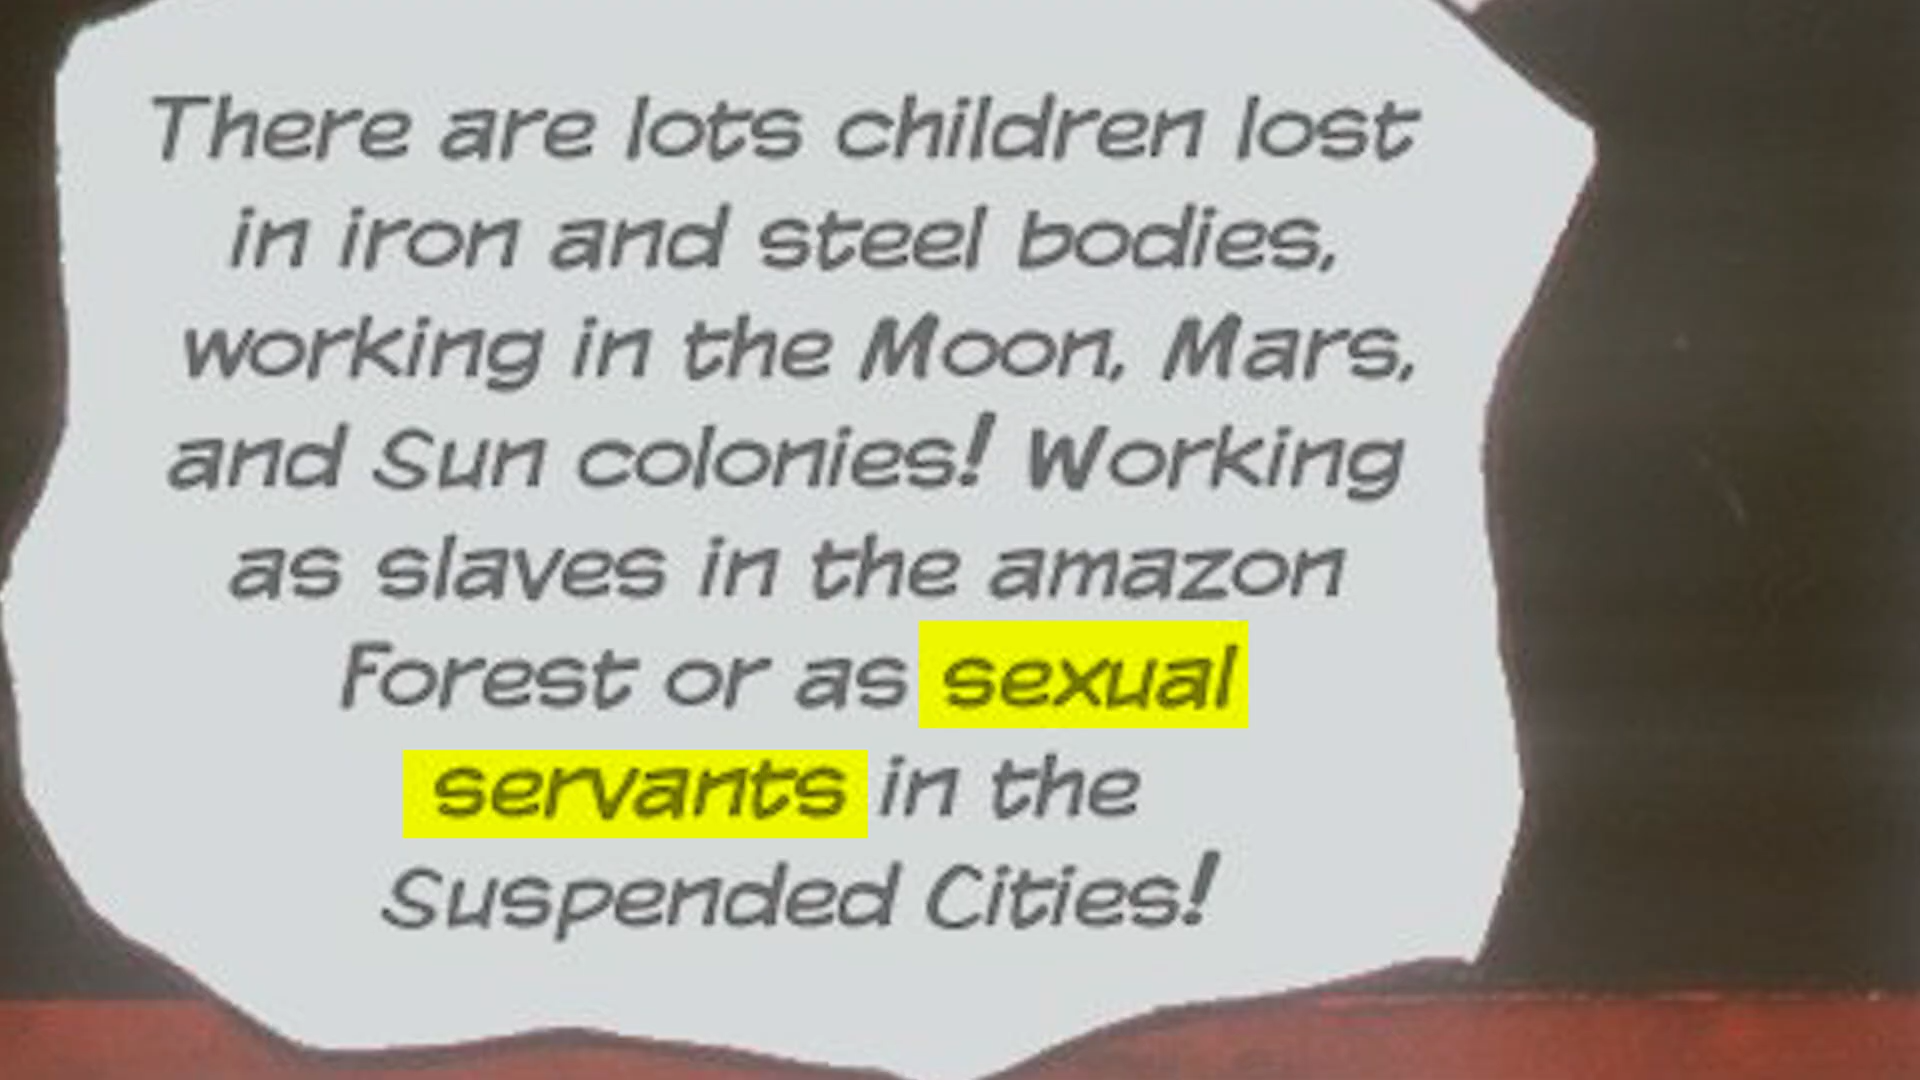 There are lots children lost
in iron and steel bodies,
working in the Moon, Mars,
and Sun colonies! Working
as slaves in the amazon
Forest or as sexual
servants in the
Suspended Cities!